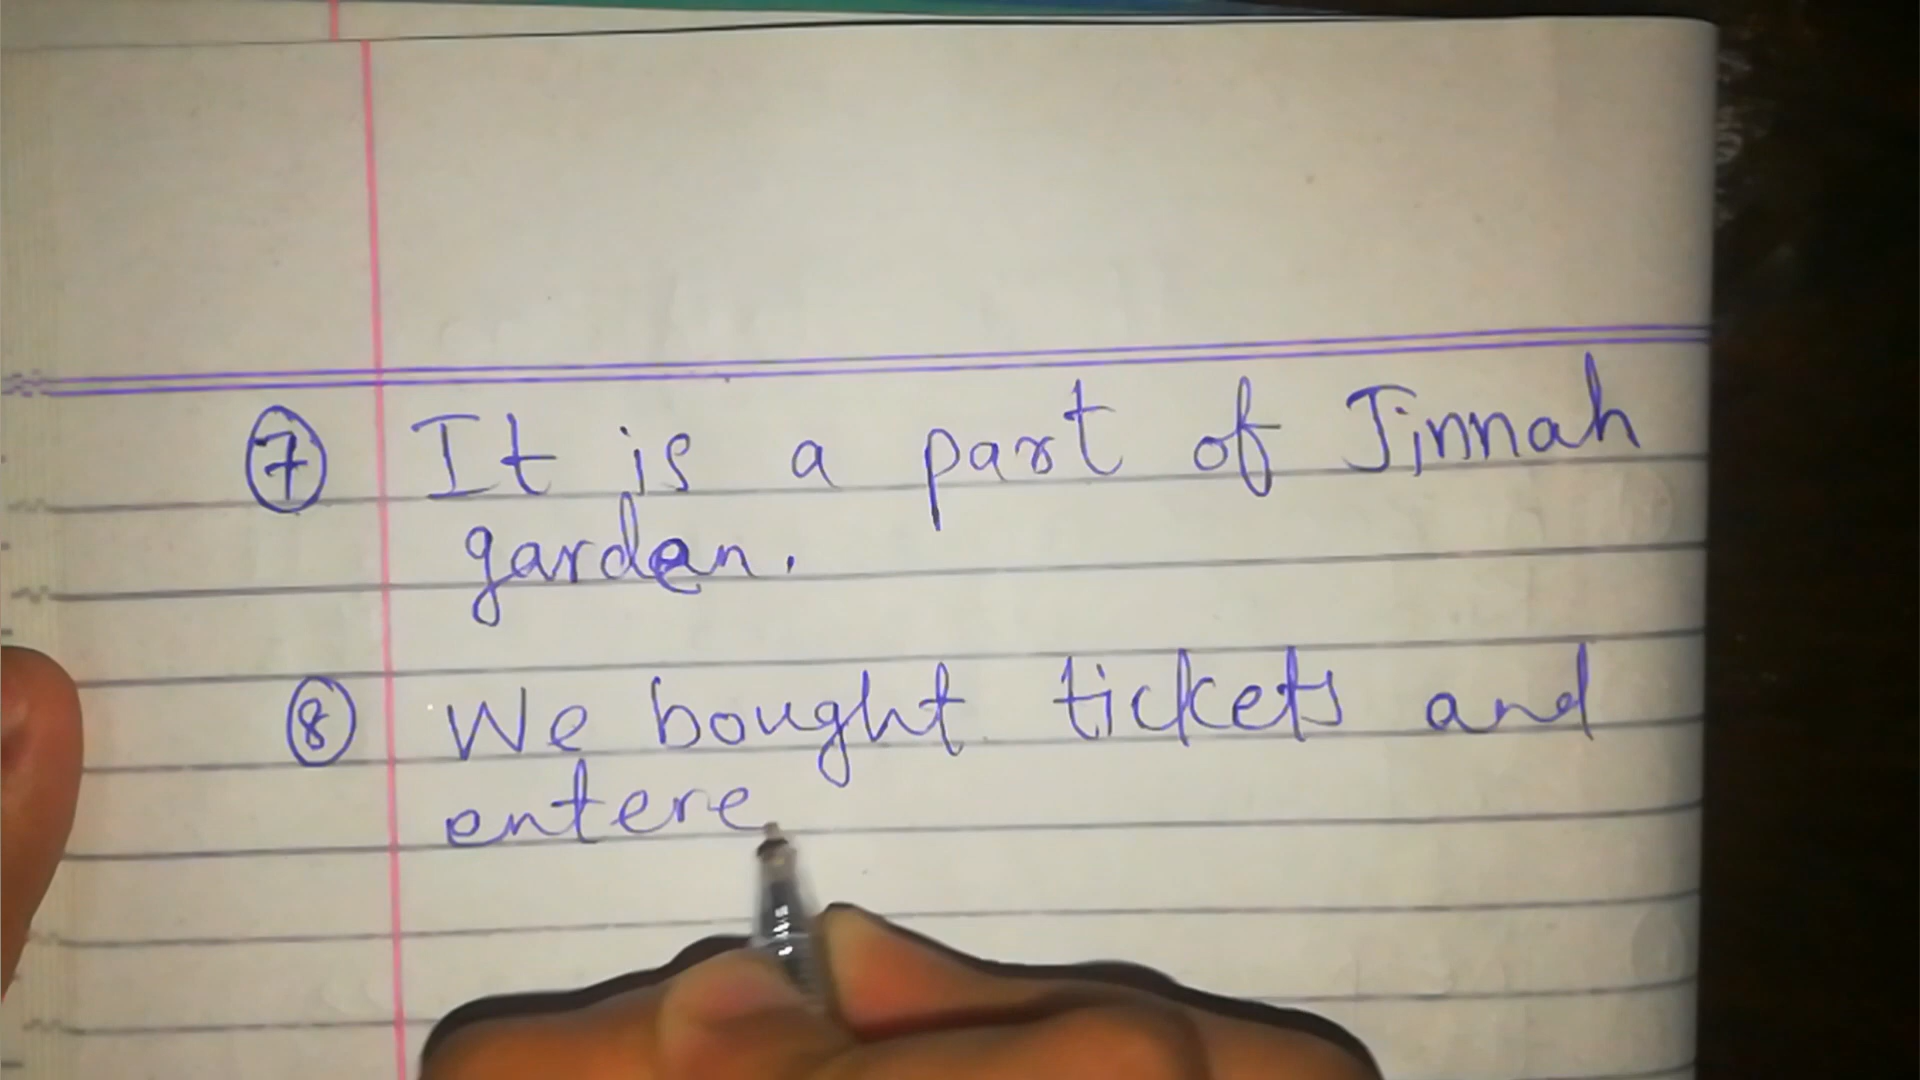 7 It is a part of Jinnah
garden.
8 We bought tickets and
entere